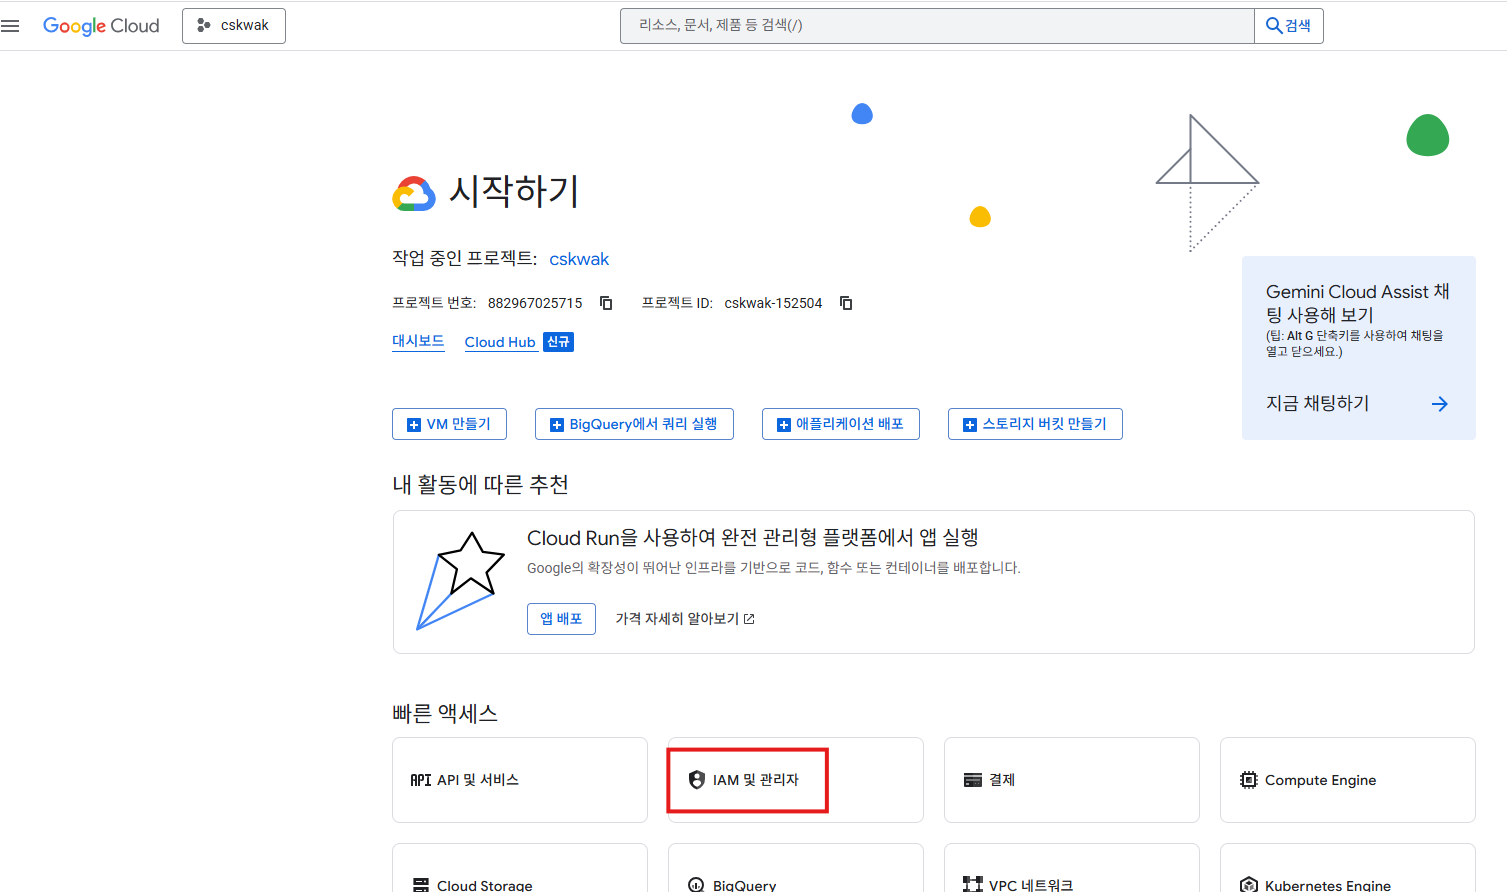 Google Cloud
cskwak
리소스, 문서, 제품 등 검색(/)
검색
시작하기
작업 중인 프로젝트: cskwak
프로젝트 번호: 882967025715 프로젝트 ID: cskwak-152504
대시보드 Cloud Hub 신규
Gemini Cloud Assist 채
팅 사용해 보기
(팁: Alt G 단축키를 사용하여 채팅을
열고 닫으세요.)
지금 채팅하기
VM 만들기
BigQuery에서 쿼리 실행
애플리케이션 배포
스토리지 버킷 만들기
내 활동에 따른 추천
Cloud Run을 사용하여 완전 관리형 플랫폼에서 앱 실행
Google의 확장성이 뛰어난 인프라를 기반으로 코드, 함수 또는 컨테이너를 배포합니다.
앱 배포 가격 자세히 알아보기
빠른 액세스
API API 및 서비스
IAM 및 관리자
결제
Compute Engine
Cloud Storage
BigQuery
VPC 네트워크
Kubernetes Engine